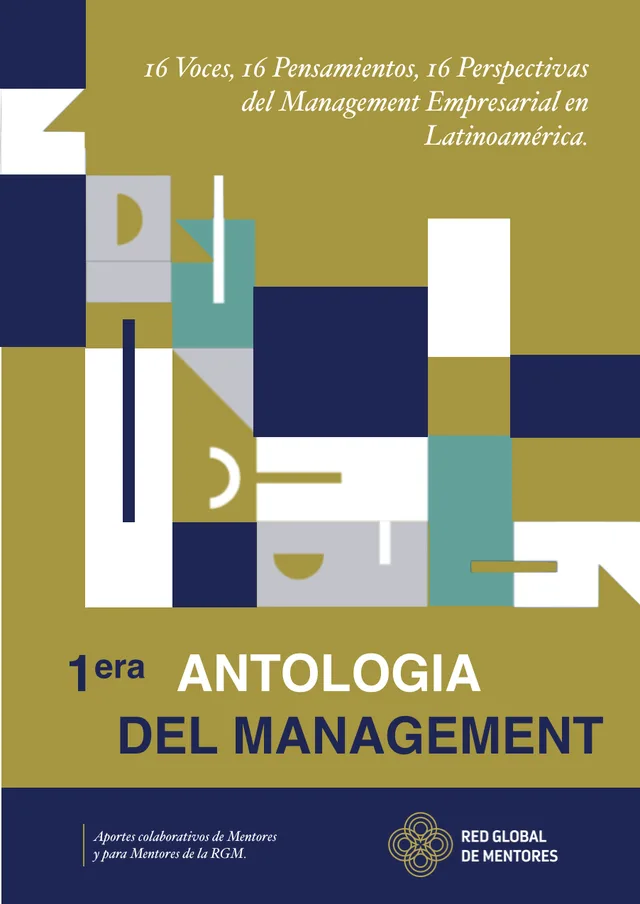 16 Voces, 16 Pensamientos, 16 Perspectivas
del Management Empresarial en
Latinoamérica.
1era ANTOLOGIA
DEL MANAGEMENT
Aportes colaborativos de Mentores
y para Mentores de la RGM.
RED GLOBAL
DE MENTORES